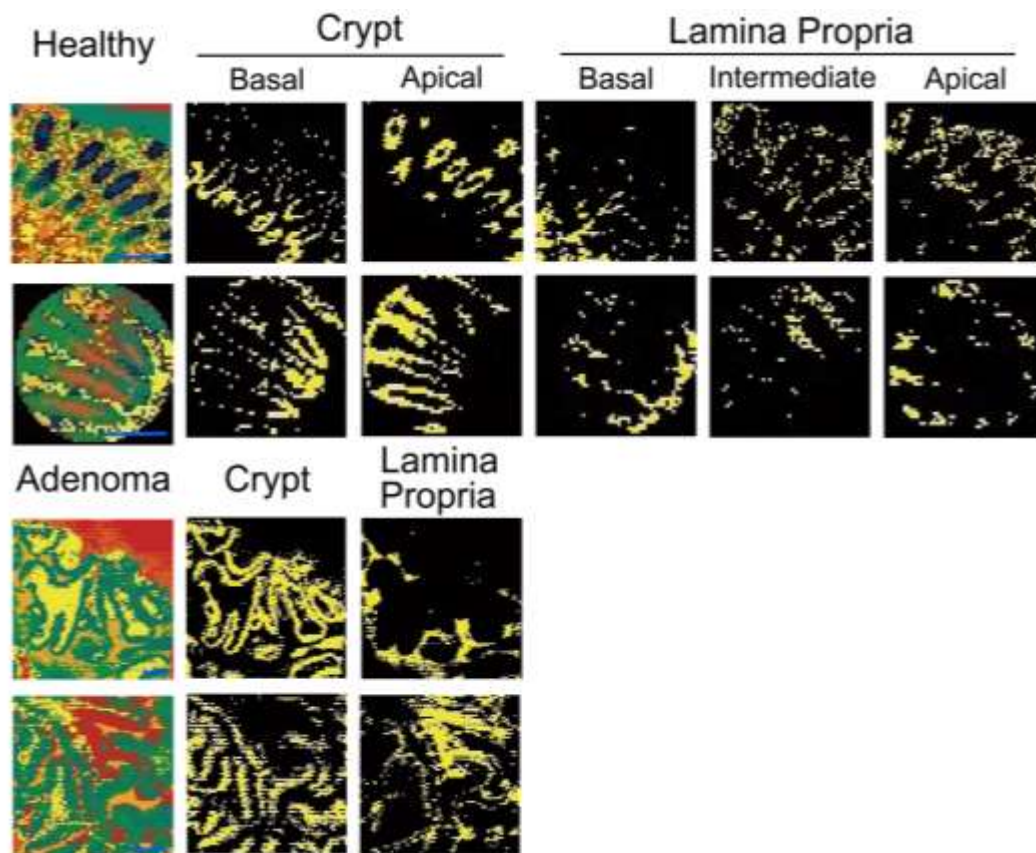 Healthy
Crypt
Lamina Propria
Basal
Apical
Basal
Intermediate
Apical
Adenoma
Crypt
Lamina
Propria